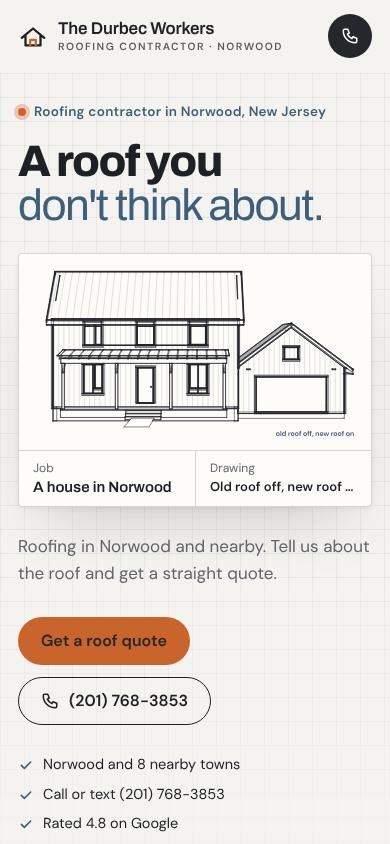 The Durbec Workers
ROOFING CONTRACTOR · NORWOOD
Roofing contractor in Norwood, New Jersey
A roof you
don't think about.
old roof off, new roof on
Job
A house in Norwood
Drawing
Old roof off, new roof ...
Roofing in Norwood and nearby. Tell us about
the roof and get a straight quote.
Get a roof quote
(201) 768-3853
Norwood and 8 nearby towns
Call or text (201) 768-3853
Rated 4.8 on Google